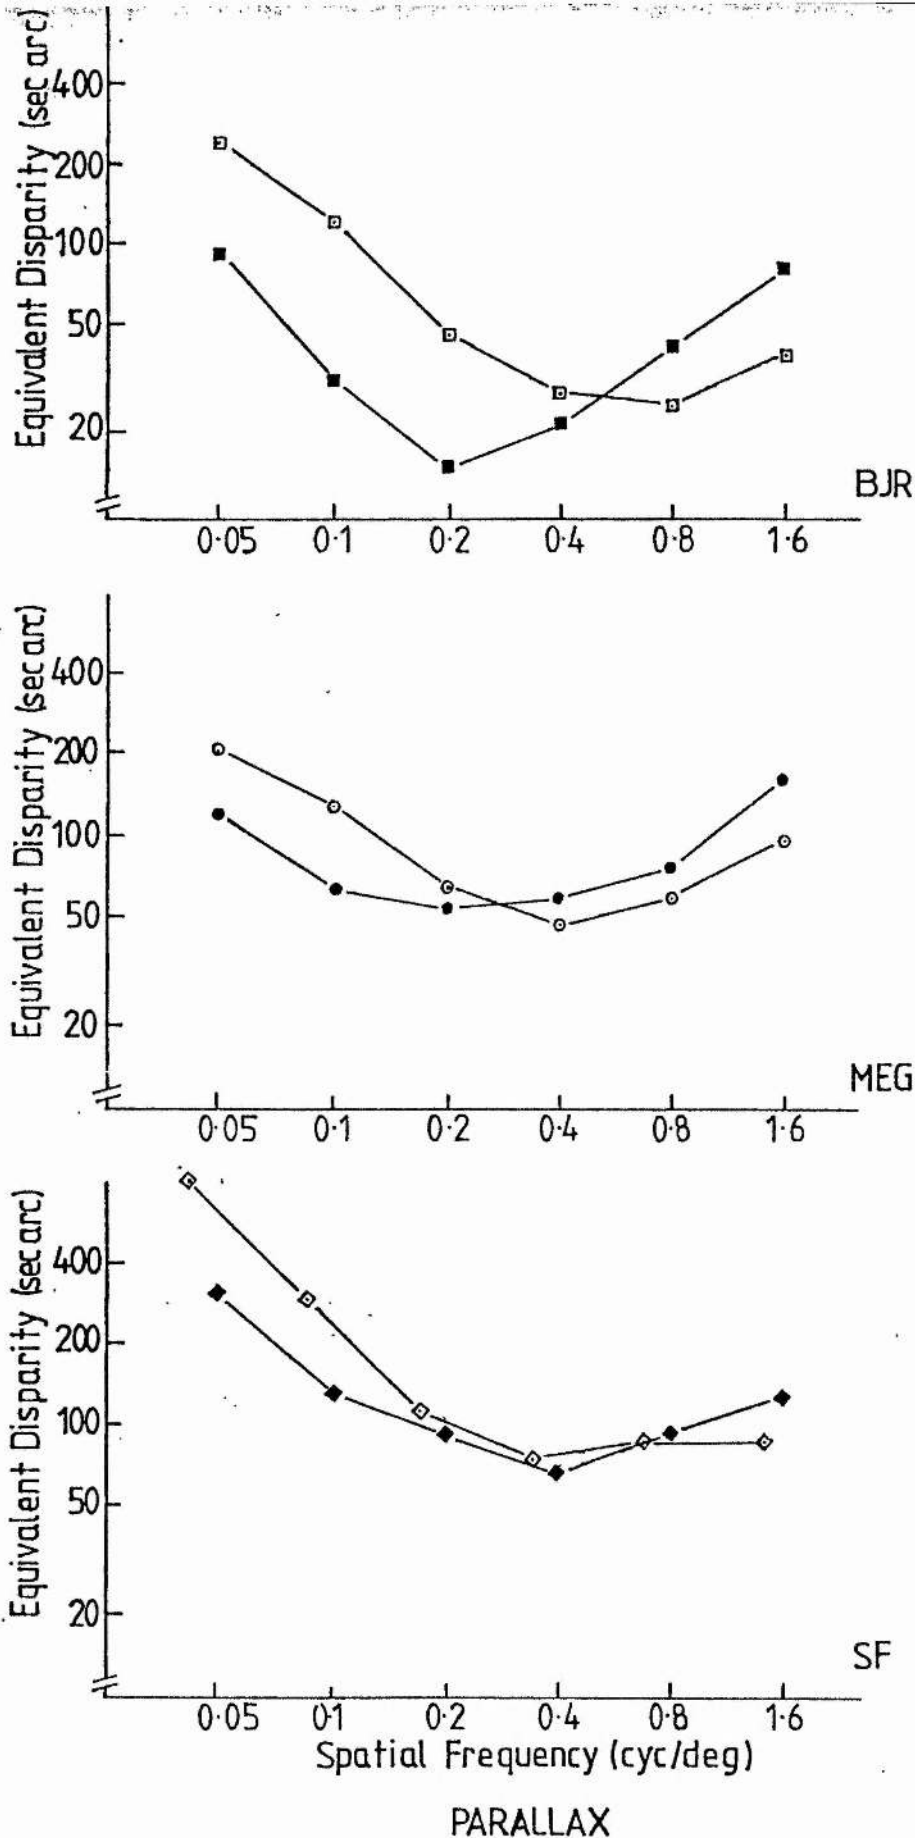 Equivalent Disparity (sec arc)
400
200
100
50
20
BJR
0·05 0·1 0·2 0·4 0·8 1·6
Equivalent Disparity (sec arc)
400
200
100
50
20
MEG
0·05 0·1 0·2 0·4 0·8 1·6
Equivalent Disparity (sec arc)
400
200
100
50
20
SF
0·05 0·1 0·2 0·4 0·8 1·6
Spatial Frequency (cyc/deg)
PARALLAX